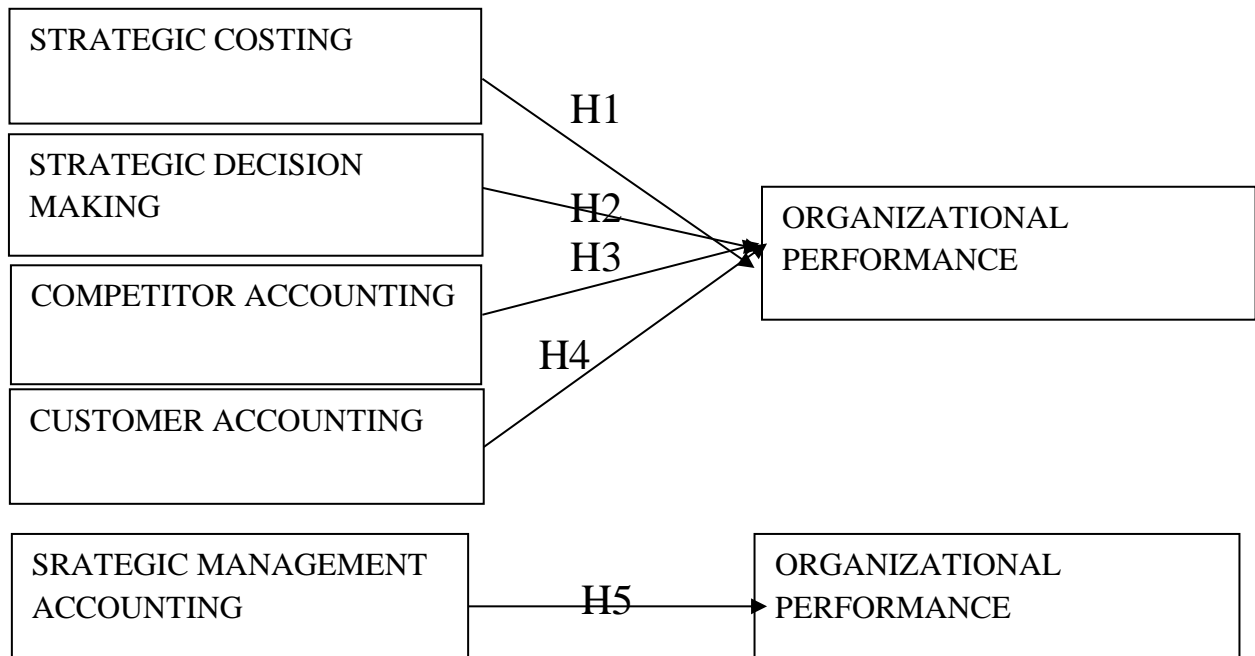 STRATEGIC COSTING
H1
STRATEGIC DECISION
MAKING
H2
ORGANIZATIONAL
PERFORMANCE
H3
COMPETITOR ACCOUNTING
H4
CUSTOMER ACCOUNTING
SRATEGIC MANAGEMENT
ACCOUNTING
H5
ORGANIZATIONAL
PERFORMANCE